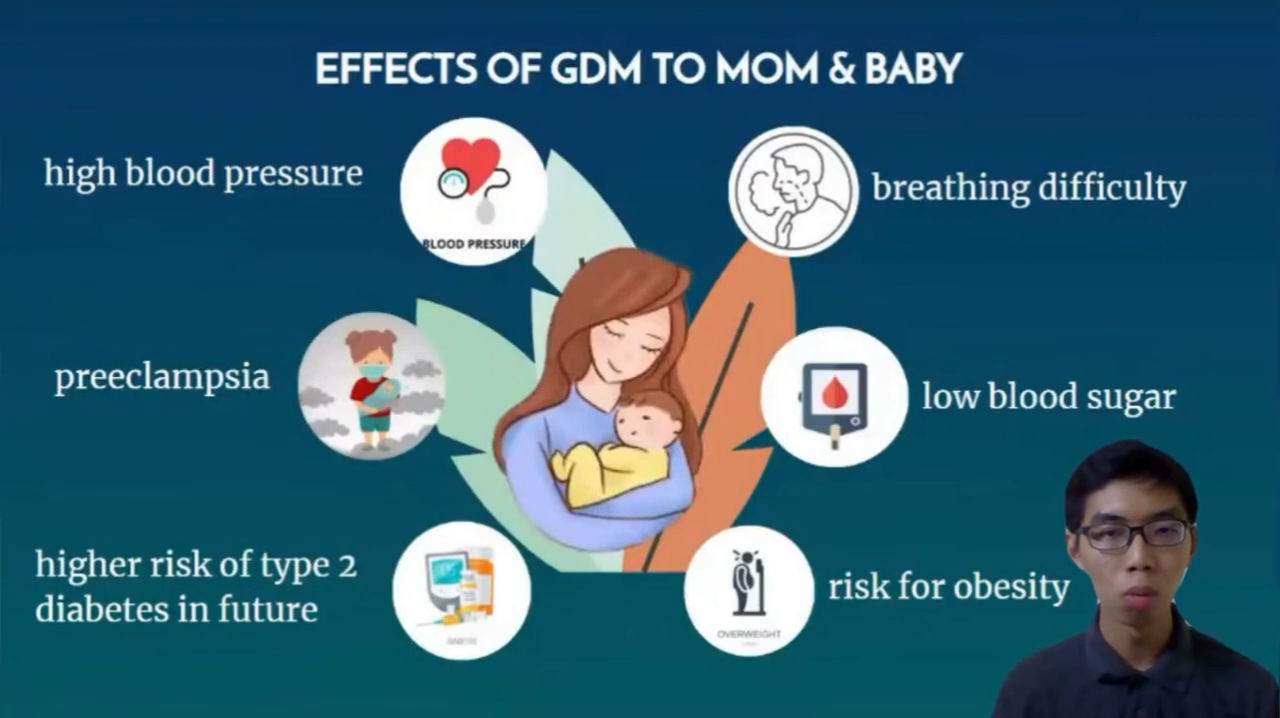 EFFECTS OF GDM TO MOM & BABY
high blood pressure
BLOOD PRESSURE
preeclampsia
higher risk of type 2
diabetes in future
breathing difficulty
low blood sugar
risk for obesity
OVERWEIGHT